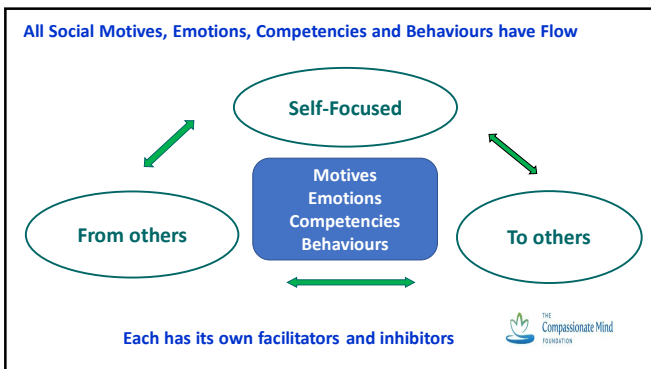 All Social Motives, Emotions, Competencies and Behaviours have Flow
Self-Focused
Motives
Emotions
Competencies
Behaviours
From others
To others
Each has its own facilitators and inhibitors
THE
Compassionate Mind
FOUNDATION